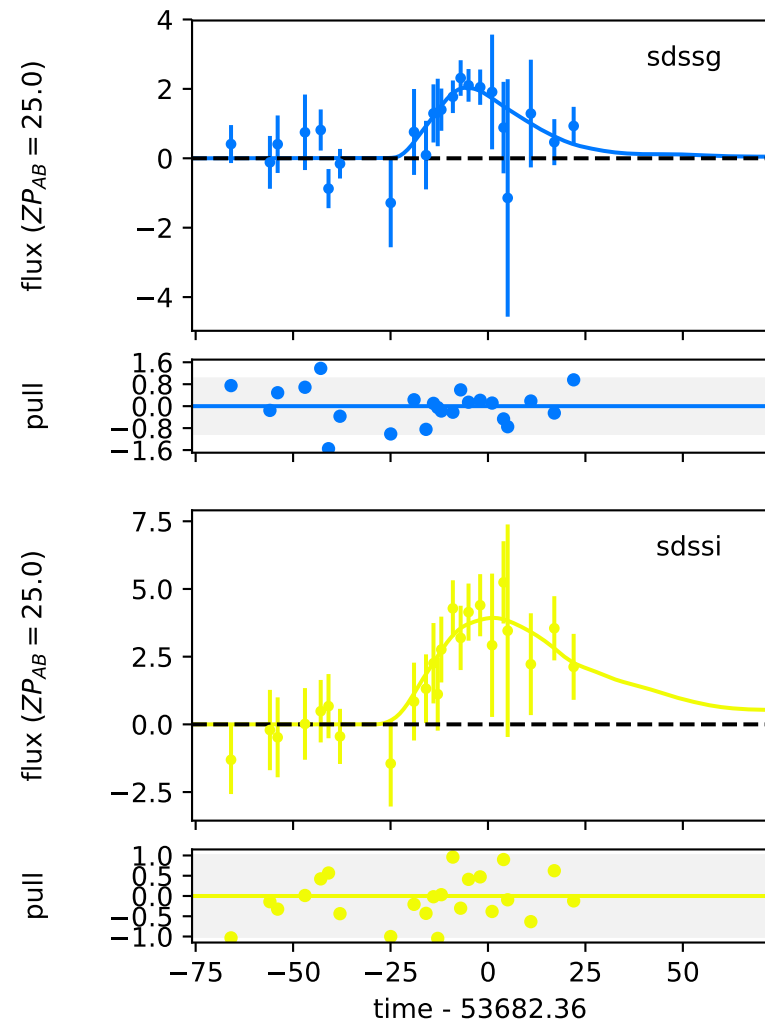 4
2
0
−2
−4
flux (ZP_AB = 25.0)
sdssg
1.6
0.8
0.0
−0.8
−1.6
pull
7.5
5.0
2.5
0.0
−2.5
flux (ZP_AB = 25.0)
sdssi
1.0
0.5
0.0
−0.5
−1.0
pull
−75 −50 −25 0 25 50
time - 53682.36